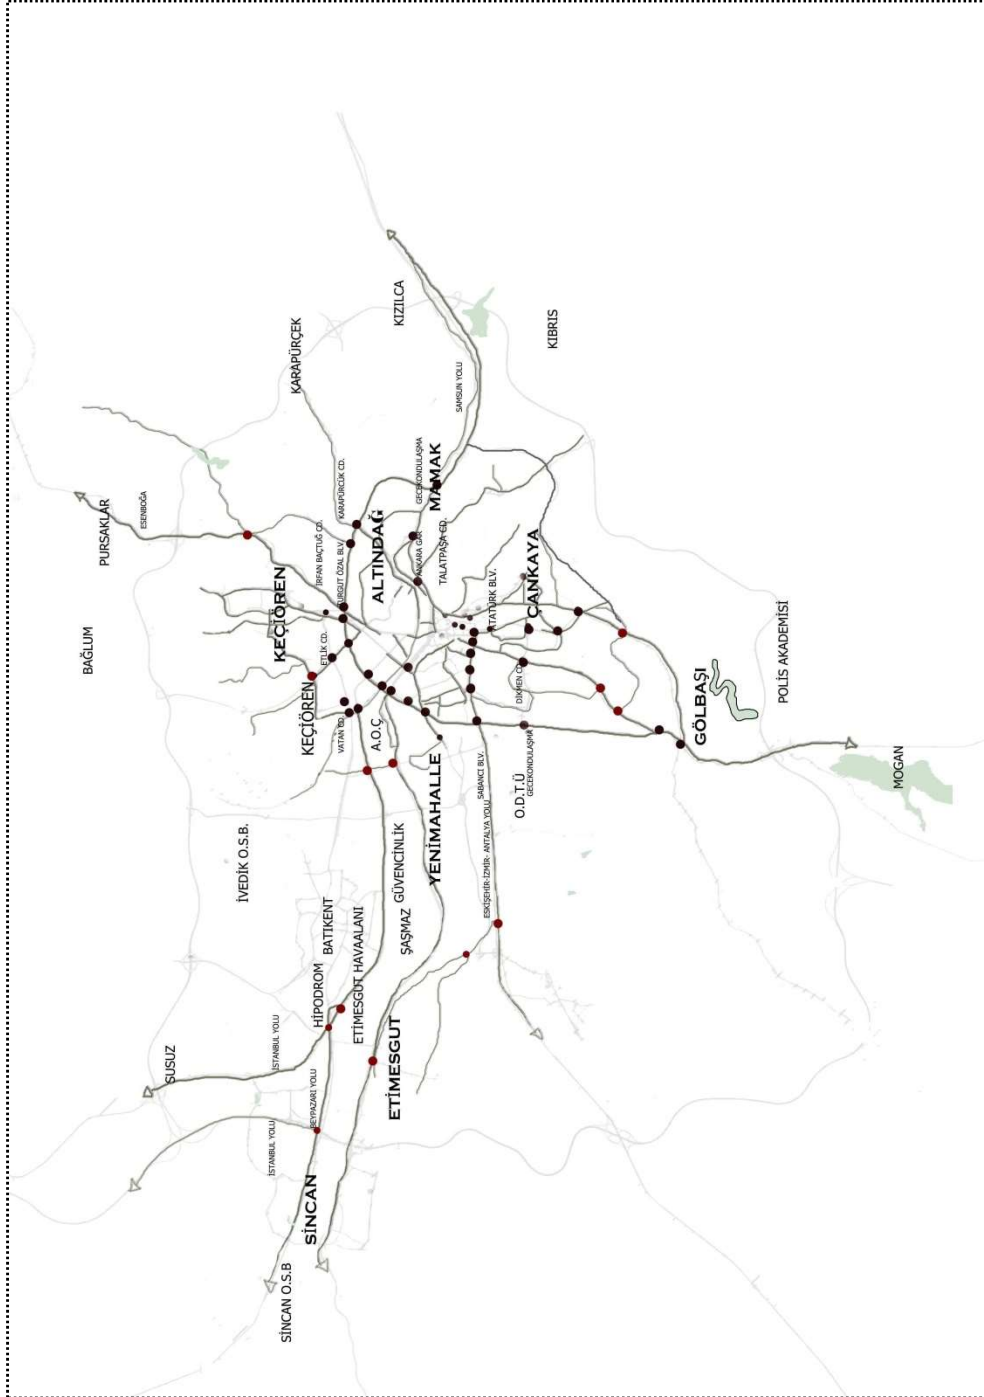 BAĞLUM
PURSAKLAR
ESENBOĞA
SUSUZ
İVEDİK O.S.B.
İSTANBUL YOLU
İSTANBUL YOLU
KEÇİÖREN
SİNCAN O.S.B
KARAPÜRÇEK
KEÇİÖREN
SİNCAN
BEYPAZARI YOLU
HİPODROM
BATIKENT
İRFAN BAÇTUĞ CD.
ETLİK CD.
TURGUT ÖZAL BLV.
KARAPÜRCÜK CD.
VATAN CD.
ETİMESGUT HAVAALANI
A.O.Ç
ALTINDAĞ
ETİMESGUT
GÜVENCİNLİK
KIZILCA
ŞAŞMAZ
ANKARA GAR
GECEKONDULAŞMA
YENİMAHALLE
MAMAK
TALATPAŞA CD.
SAMSUN YOLU
SABANCI BLV.
ESKİŞEHİR-İZMİR- ANTALYA YOLU
ATATÜRK BLV.
DİKMEN CD.
O.D.T.Ü
GECEKONDULAŞMA
ÇANKAYA
KIBRIS
GÖLBAŞI
POLİS AKADEMİSİ
MOGAN